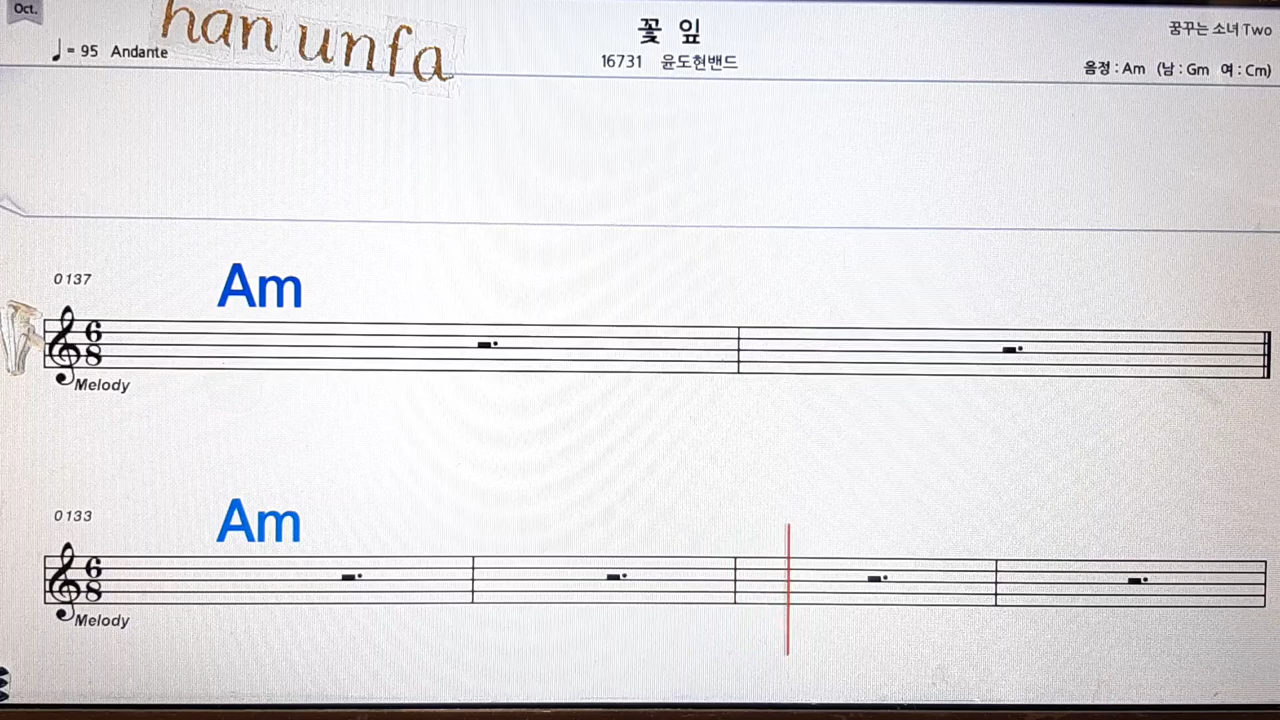 Oct.
han unfa
♩= 95 Andante
꽃 잎
16731 윤도현밴드
꿈꾸는 소녀 Two
음정 : Am (남 : Gm 여 : Cm)
0137
Am
6
8
Melody
0133
Am
6
8
Melody